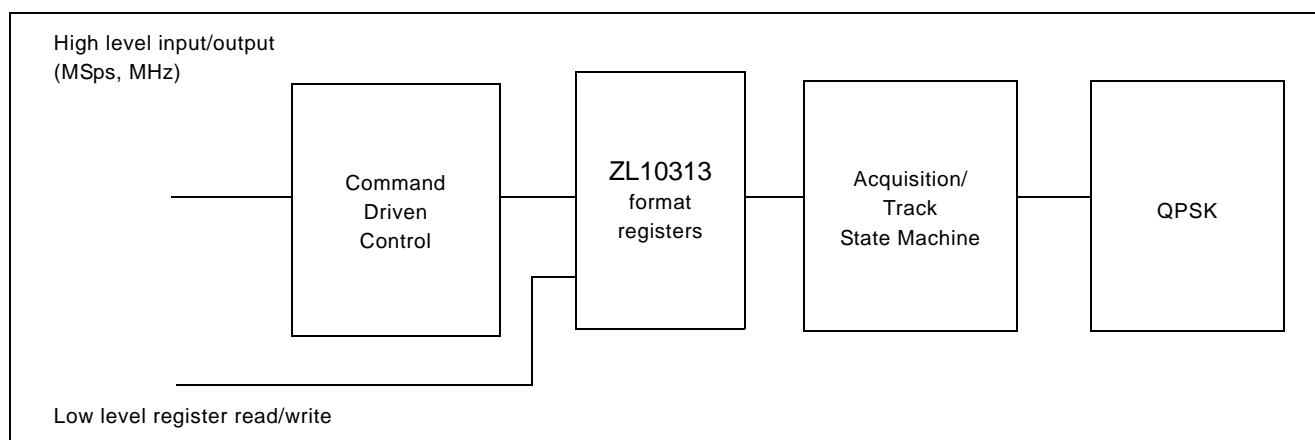 High level input/output
(MSps, MHz)
Command
Driven
Control
ZL10313
format
registers
Acquisition/
Track
State Machine
QPSK
Low level register read/write